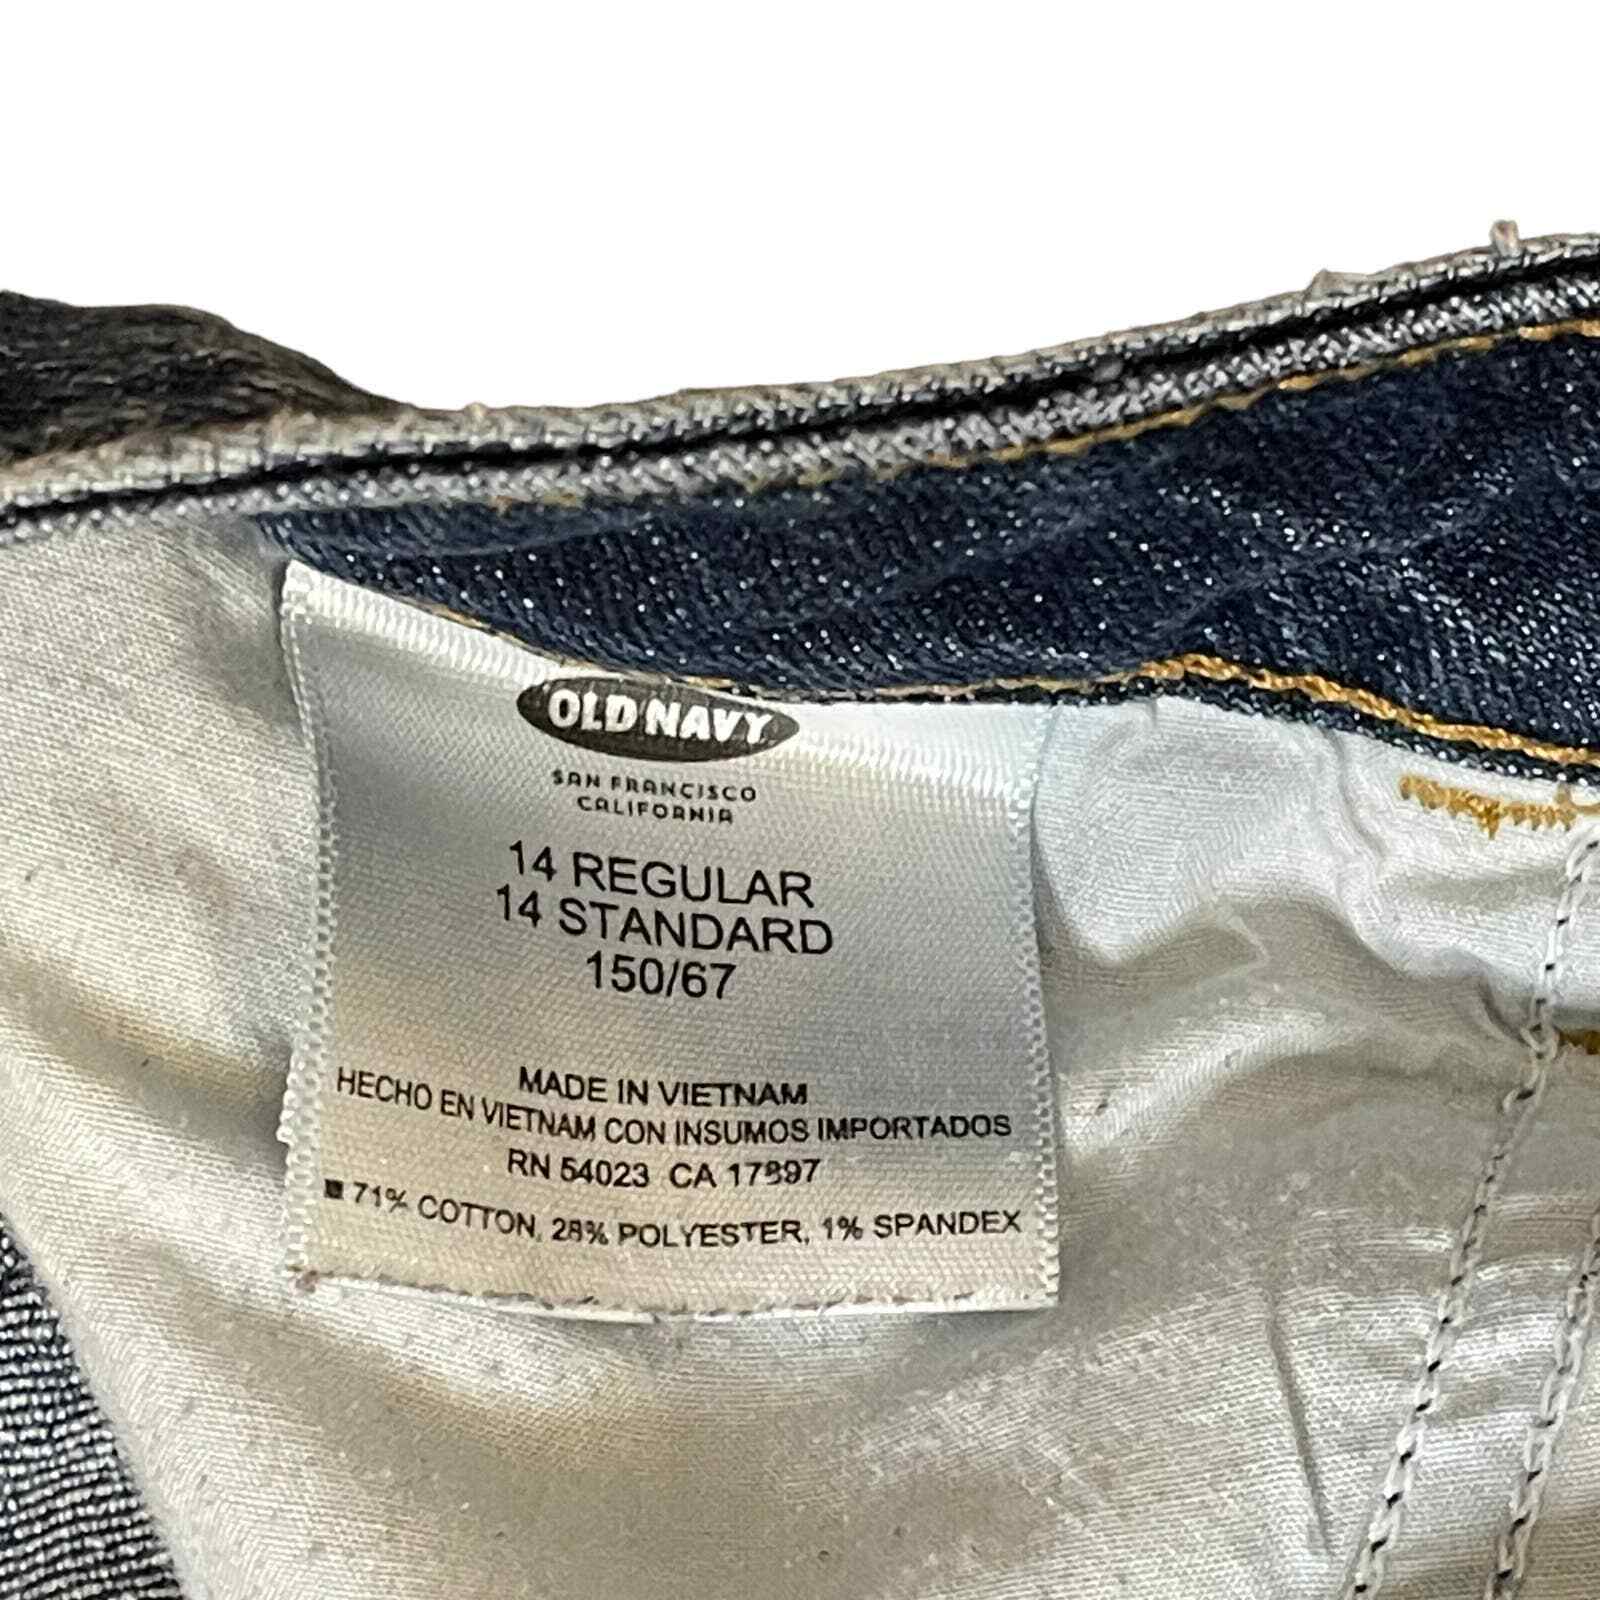 OLD NAVY
SAN FRANCISCO
CALIFORNIA
14 REGULAR
14 STANDARD
150/67
MADE IN VIETNAM
HECHO EN VIETNAM CON INSUMOS IMPORTADOS
RN 54023 CA 17897
■ 71% COTTON, 28% POLYESTER, 1% SPANDEX